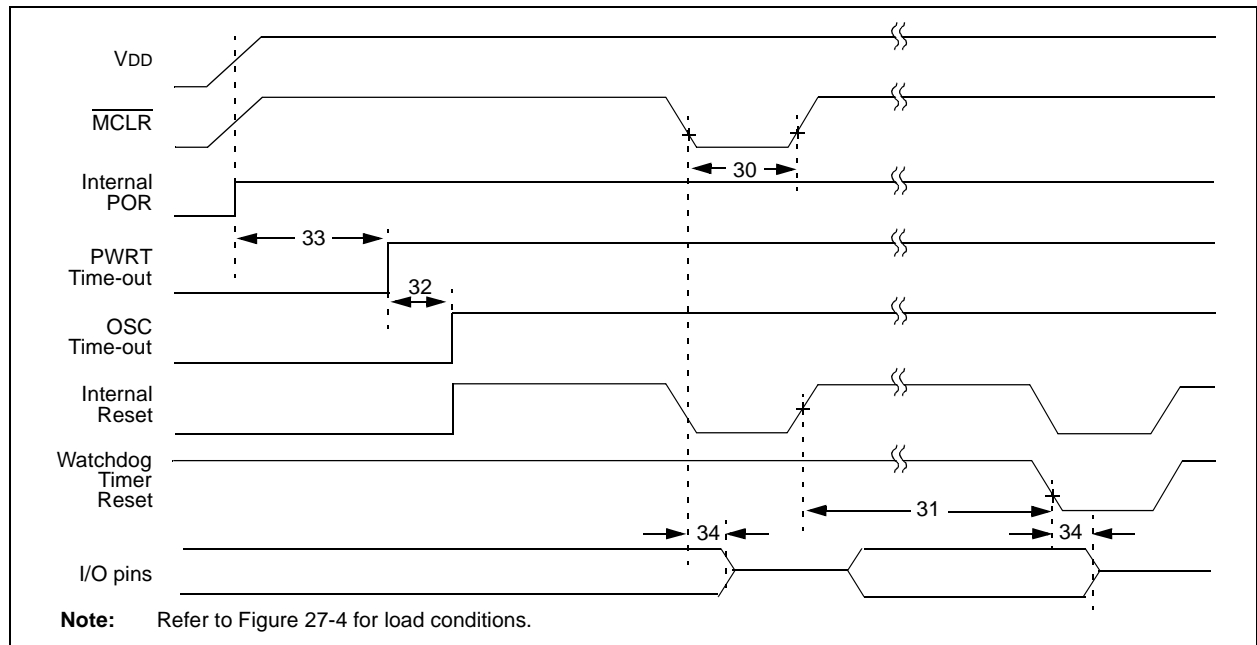 VDD
MCLR
30
Internal
POR
33
PWRT
Time-out
32
OSC
Time-out
Internal
Reset
Watchdog
Timer
Reset
31
34
34
I/O pins
Note: Refer to Figure 27-4 for load conditions.